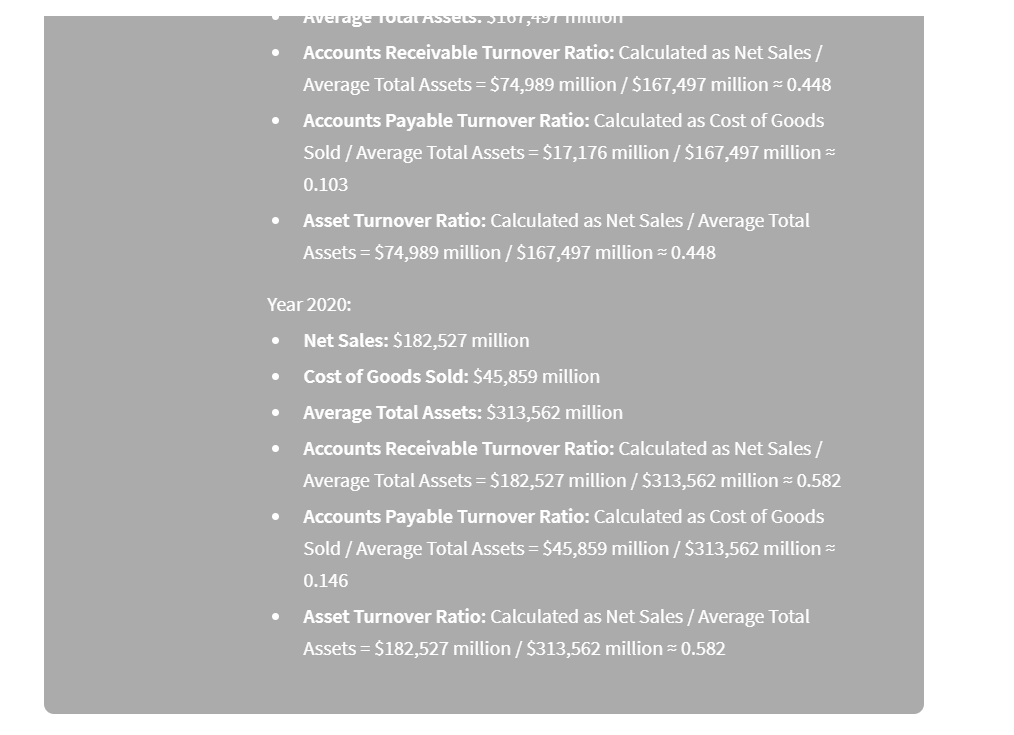 • Average Total Assets: $167,497 million
• Accounts Receivable Turnover Ratio: Calculated as Net Sales /
Average Total Assets = $74,989 million / $167,497 million ≈ 0.448
• Accounts Payable Turnover Ratio: Calculated as Cost of Goods
Sold / Average Total Assets = $17,176 million / $167,497 million ≈
0.103
• Asset Turnover Ratio: Calculated as Net Sales / Average Total
Assets = $74,989 million / $167,497 million ≈ 0.448
Year 2020:
• Net Sales: $182,527 million
• Cost of Goods Sold: $45,859 million
• Average Total Assets: $313,562 million
• Accounts Receivable Turnover Ratio: Calculated as Net Sales /
Average Total Assets = $182,527 million / $313,562 million ≈ 0.582
• Accounts Payable Turnover Ratio: Calculated as Cost of Goods
Sold / Average Total Assets = $45,859 million / $313,562 million ≈
0.146
• Asset Turnover Ratio: Calculated as Net Sales / Average Total
Assets = $182,527 million / $313,562 million ≈ 0.582